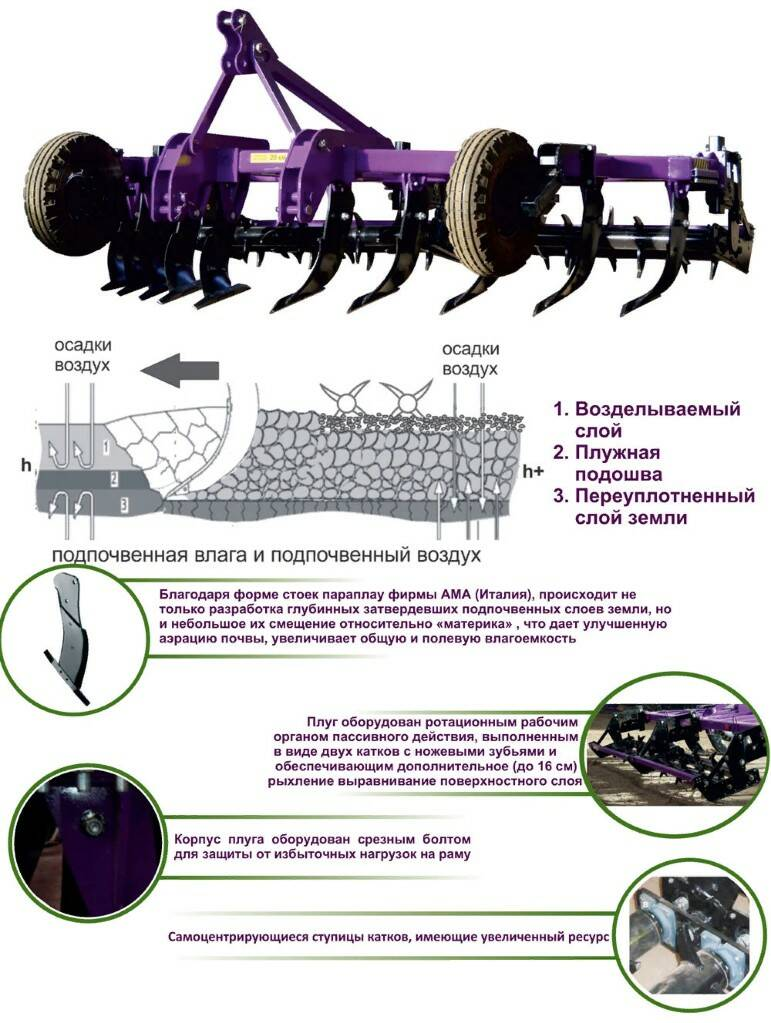 осадки
воздух
осадки
воздух
1
2
3
h
h+
1. Возделываемый
слой
2. Плужная
подошва
3. Переуплотненный
слой земли
подпочвенная влага и подпочвенный воздух
Благодаря форме стоек параплау фирмы АМА (Италия), происходит не
только разработка глубинных затвердевших подпочвенных слоев земли, но
и небольшое их смещение относительно «материка» , что дает улучшенную
аэрацию почвы, увеличивает общую и полевую влагоемкость
Плуг оборудован ротационным рабочим
органом пассивного действия, выполненным
в виде двух катков с ножевыми зубьями и
обеспечивающим дополнительное (до 16 см)
рыхление выравнивание поверхностного слоя
Корпус плуга оборудован срезным болтом
для защиты от избыточных нагрузок на раму
Самоцентрирующиеся ступицы катков, имеющие увеличенный ресурс